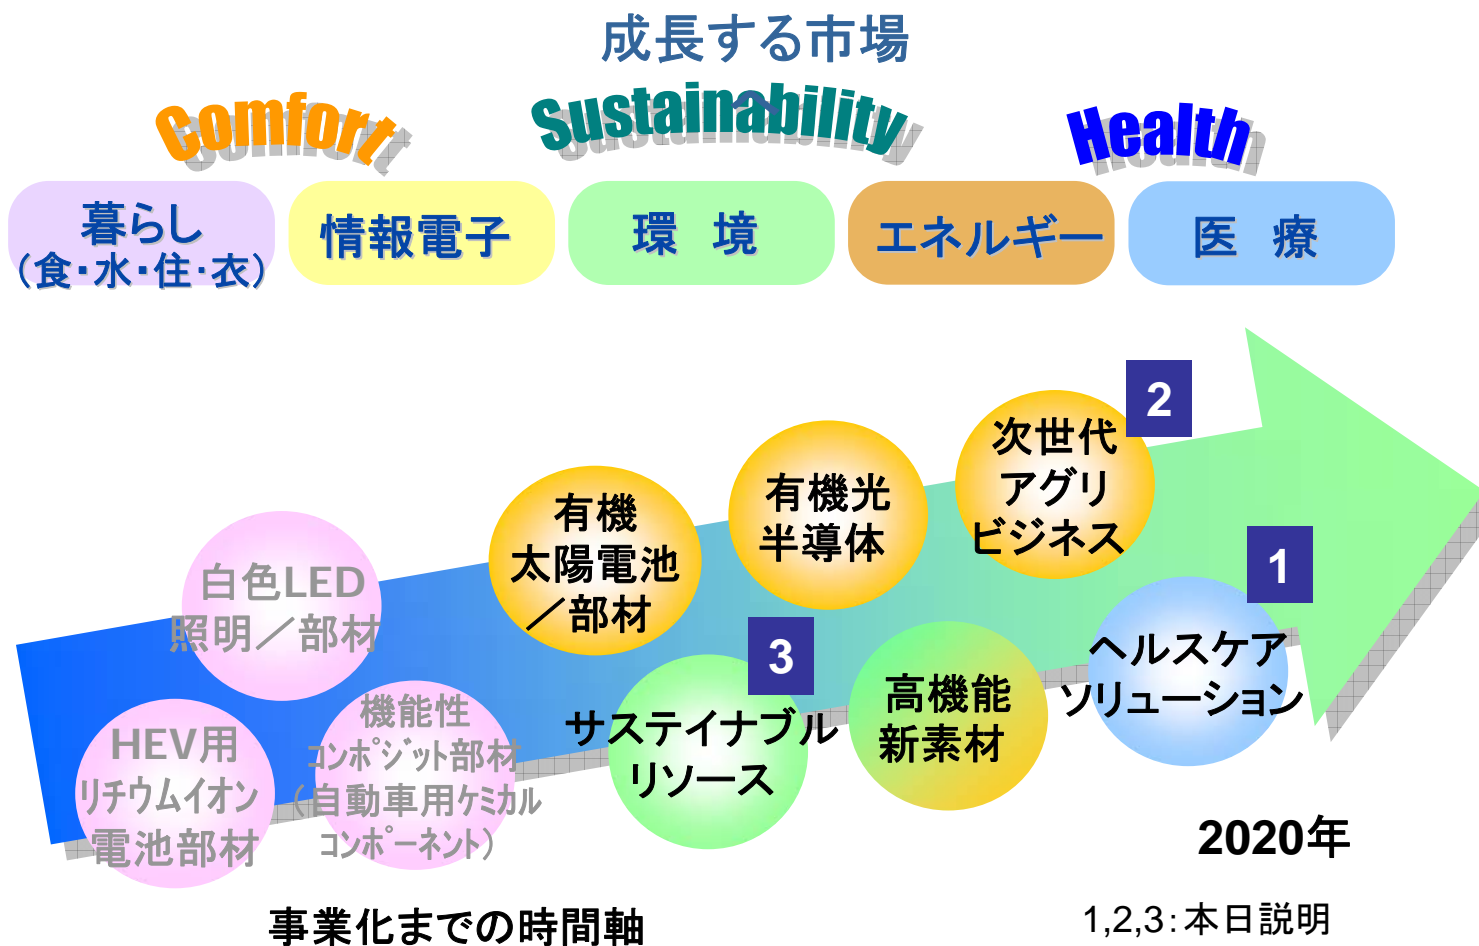 成長する市場
Comfort
Sustainability
Health
暮らし
（食・水・住・衣）
情報電子
環　境
エネルギー
医　療
2
次世代
アグリ
ビジネス
有機光
半導体
有機
太陽電池
／部材
1
ヘルスケア
ソリューション
白色LED
照明／部材
3
サステイナブル
リソース
高機能
新素材
HEV用
ﾘﾁｳﾑｲｵﾝ
電池部材
機能性
ｺﾝﾎﾟｼﾞｯﾄ部材
（自動車用ｹﾐｶﾙ
ｺﾝﾎﾟｰﾈﾝﾄ）
2020年
事業化までの時間軸
1,2,3：本日説明